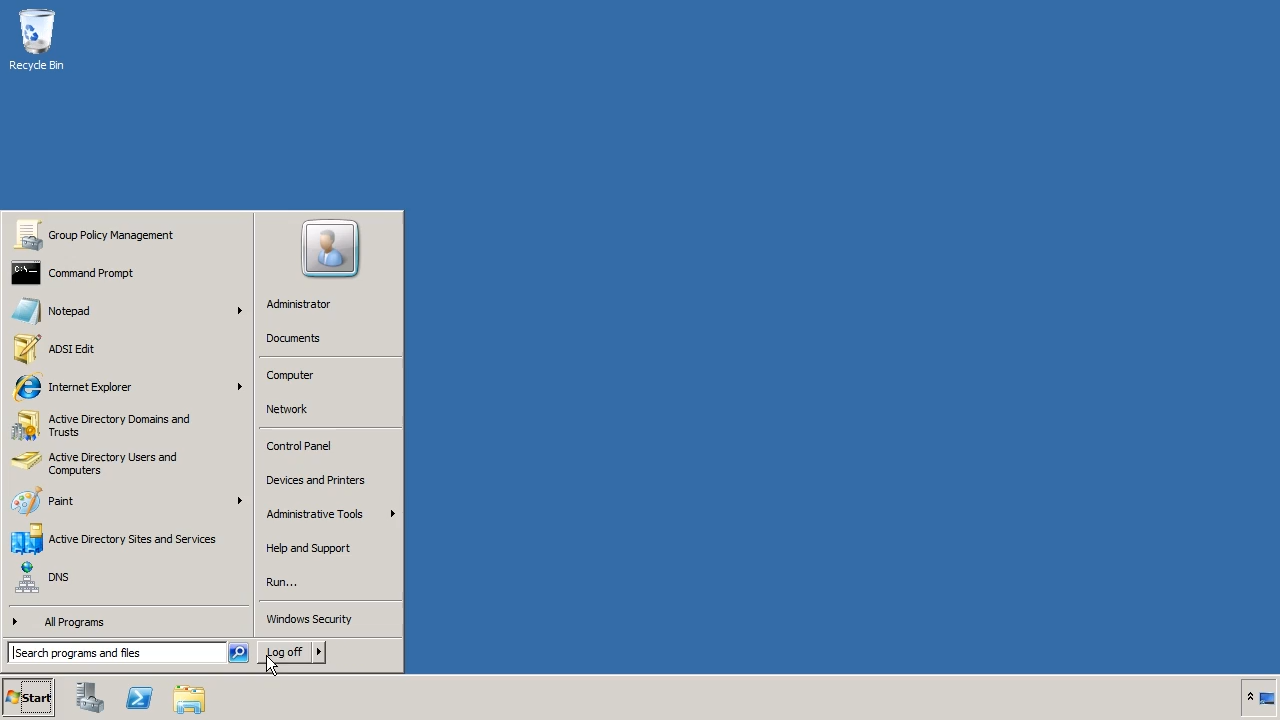 Recycle Bin
Group Policy Management
C:\
Command Prompt
Notepad
ADSI Edit
Internet Explorer
Active Directory Domains and
Trusts
Active Directory Users and
Computers
Paint
Active Directory Sites and Services
DNS
All Programs
Search programs and files
Administrator
Documents
Computer
Network
Control Panel
Devices and Printers
Administrative Tools
Help and Support
Run...
Windows Security
Log off
Start